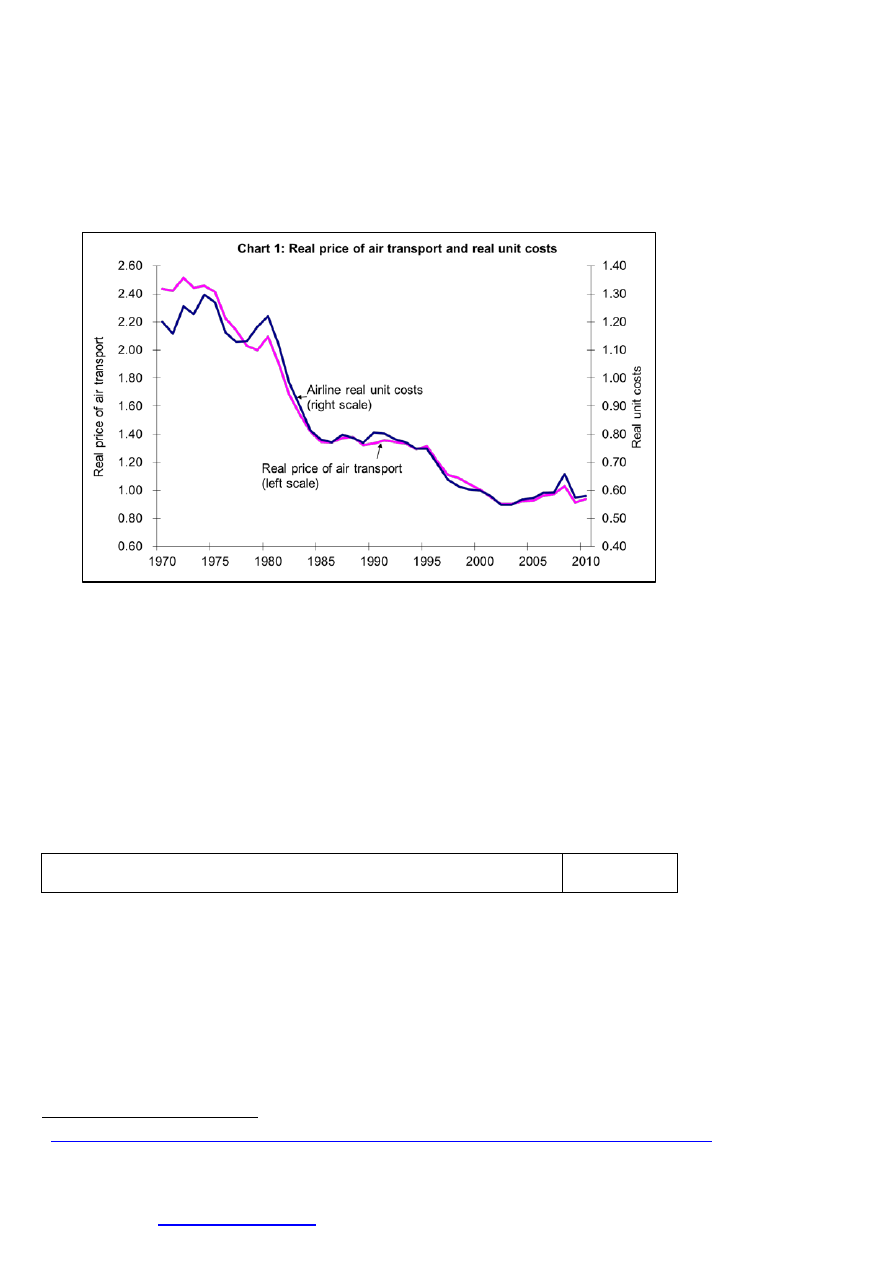 Chart 1: Real price of air transport and real unit costs
2.60
2.40
2.20
2.00
1.80
1.60
1.40
1.20
1.00
0.80
0.60
Real price of air transport
1.40
1.30
1.20
1.10
1.00
0.90
0.80
0.70
0.60
0.50
0.40
Real unit costs
Airline real unit costs
(right scale)
Real price of air transport
(left scale)
1970 1975 1980 1985 1990 1995 2000 2005 2010